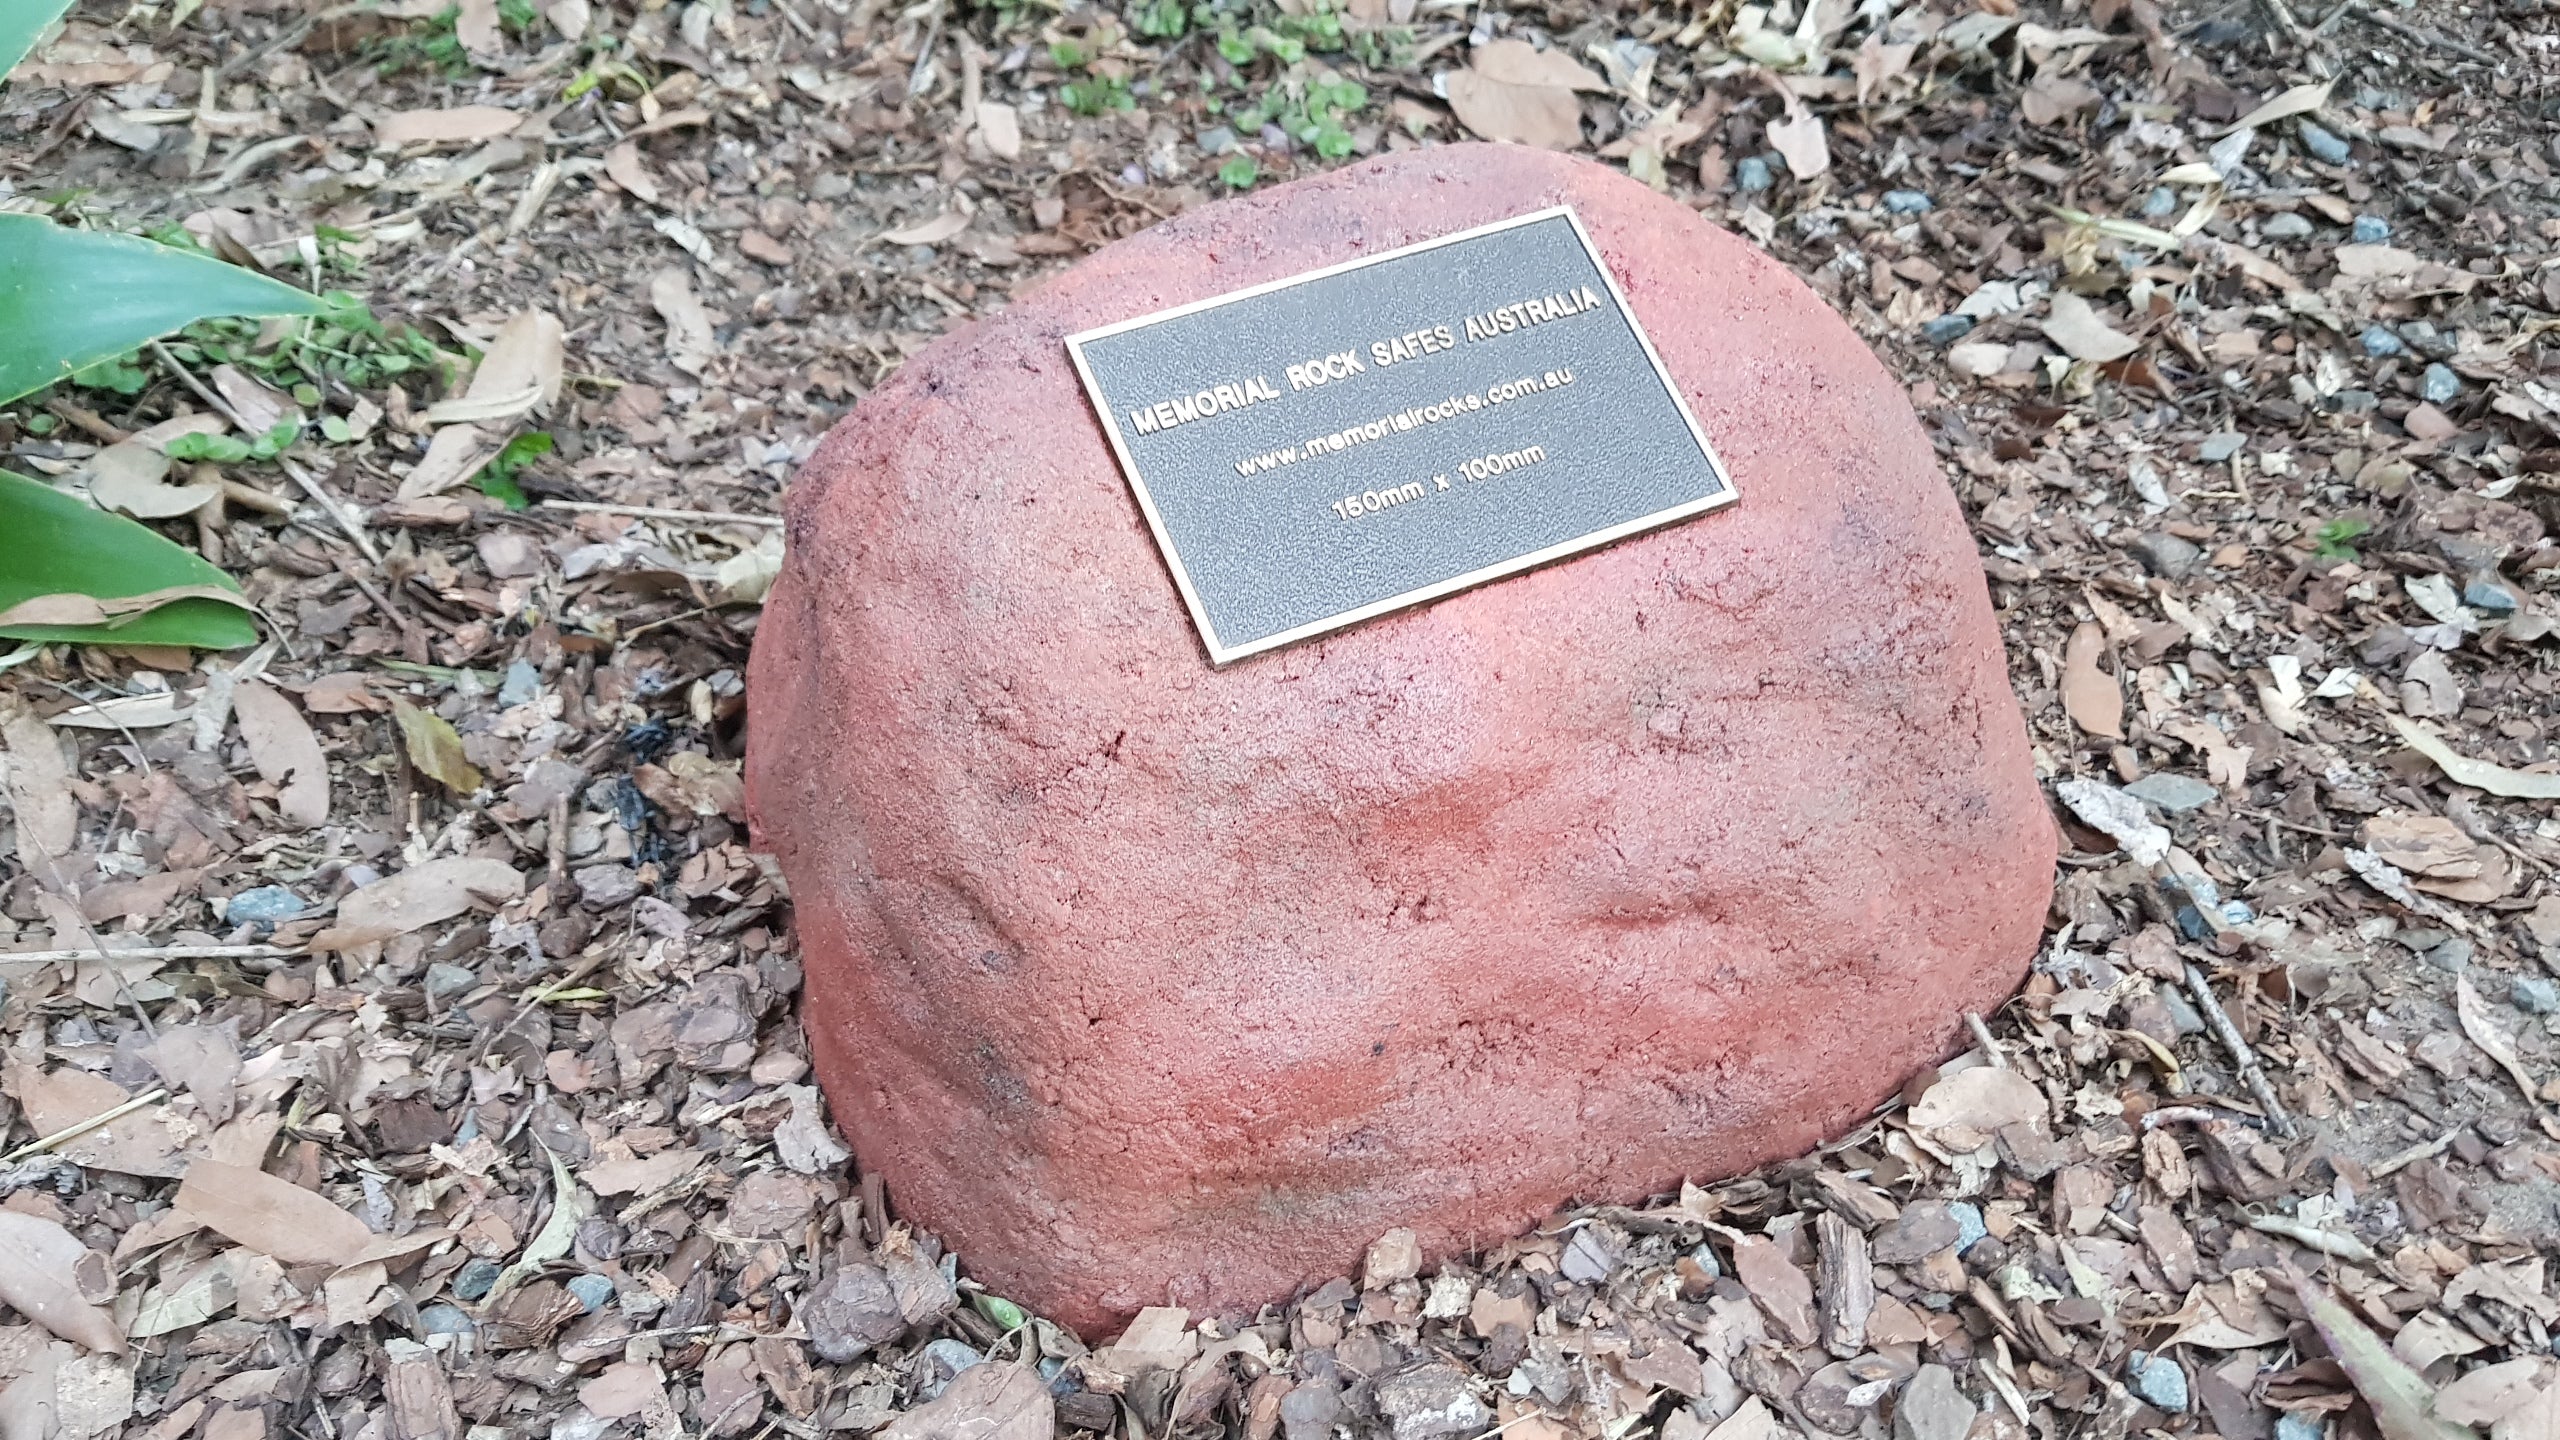 MEMORIAL ROCK SAFES AUSTRALIA
www.memorialrocks.com.au
150mm x 100mm